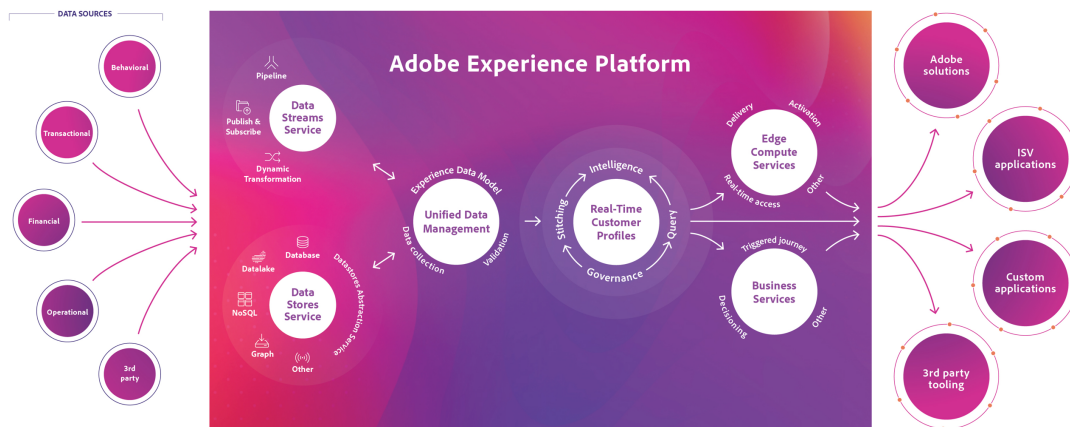 DATA SOURCES
Behavioral
Transactional
Financial
Operational
3rd
party
Adobe Experience Platform
Pipeline
Publish &
Subscribe
Dynamic
Transformation
Data
Streams
Service
Database
Datalake
NoSQL
Graph
Other
Datastores Abstraction Service
Data
Stores
Service
Experience Data Model
Unified Data
Management
Data collection
Validation
Intelligence
Stitching
Real-Time
Customer
Profiles
Query
Governance
Delivery
Activation
Edge
Compute
Services
Real-time access
Other
Triggered journey
Business
Services
Decisioning
Other
Adobe
solutions
ISV
applications
Custom
applications
3rd party
tooling